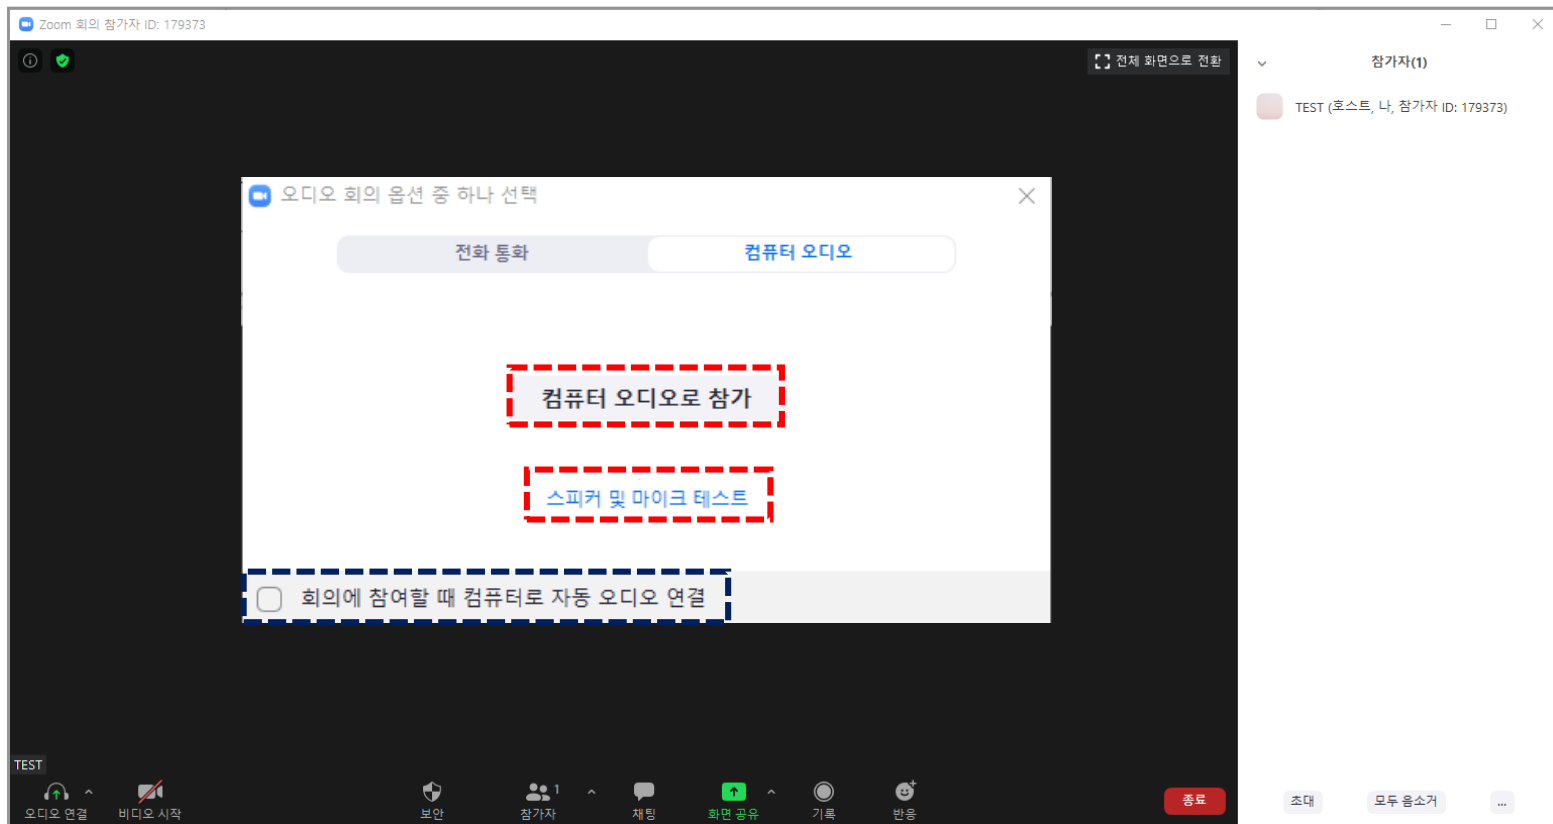 Zoom 회의 참가자 ID: 179373
전체 화면으로 전환
참가자(1)
TEST (호스트, 나, 참가자 ID: 179373)
오디오 회의 옵션 중 하나 선택
전화 통화
컴퓨터 오디오
컴퓨터 오디오로 참가
스피커 및 마이크 테스트
회의에 참여할 때 컴퓨터로 자동 오디오 연결
TEST
오디오 연결
비디오 시작
보안
참가자
1
채팅
화면 공유
기록
반응
종료
초대
모두 음소거
...